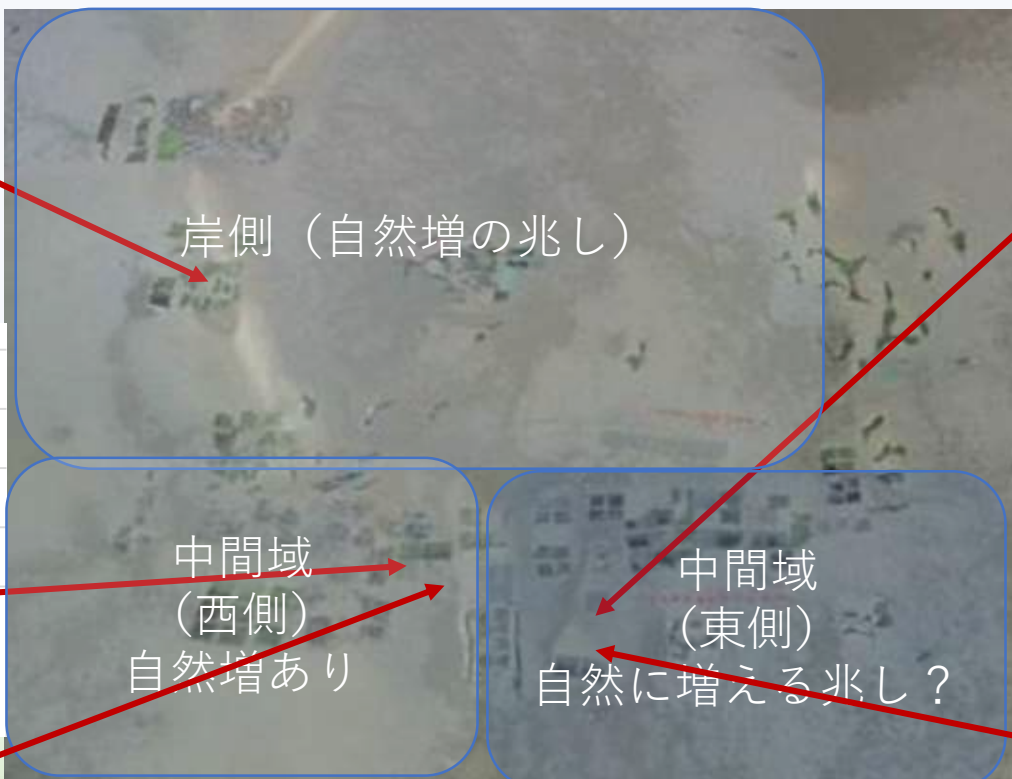 岸側（自然増の兆し）
中間域
（西側）
自然増あり
中間域
（東側）
自然に増える兆し？